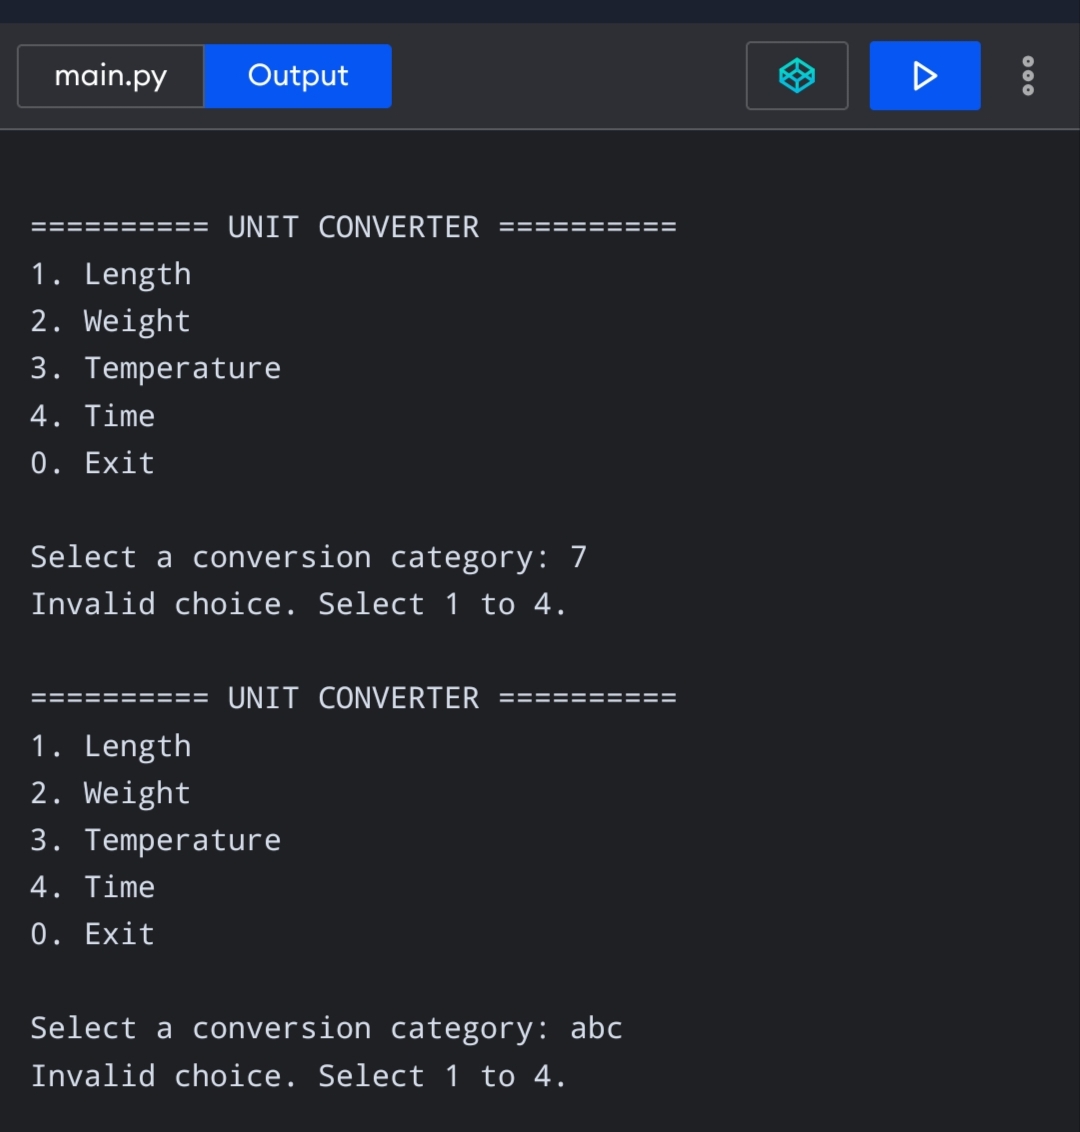 main.py Output
========== UNIT CONVERTER ==========
1. Length
2. Weight
3. Temperature
4. Time
0. Exit
Select a conversion category: 7
Invalid choice. Select 1 to 4.
========== UNIT CONVERTER ==========
1. Length
2. Weight
3. Temperature
4. Time
0. Exit
Select a conversion category: abc
Invalid choice. Select 1 to 4.